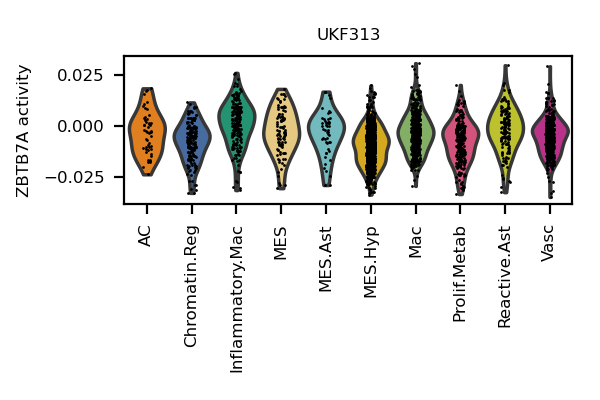 UKF313
ZBTB7A activity
0.025
0.000
−0.025
AC
Chromatin.Reg
Inflammatory.Mac
MES
MES.Ast
MES.Hyp
Mac
Prolif.Metab
Reactive.Ast
Vasc